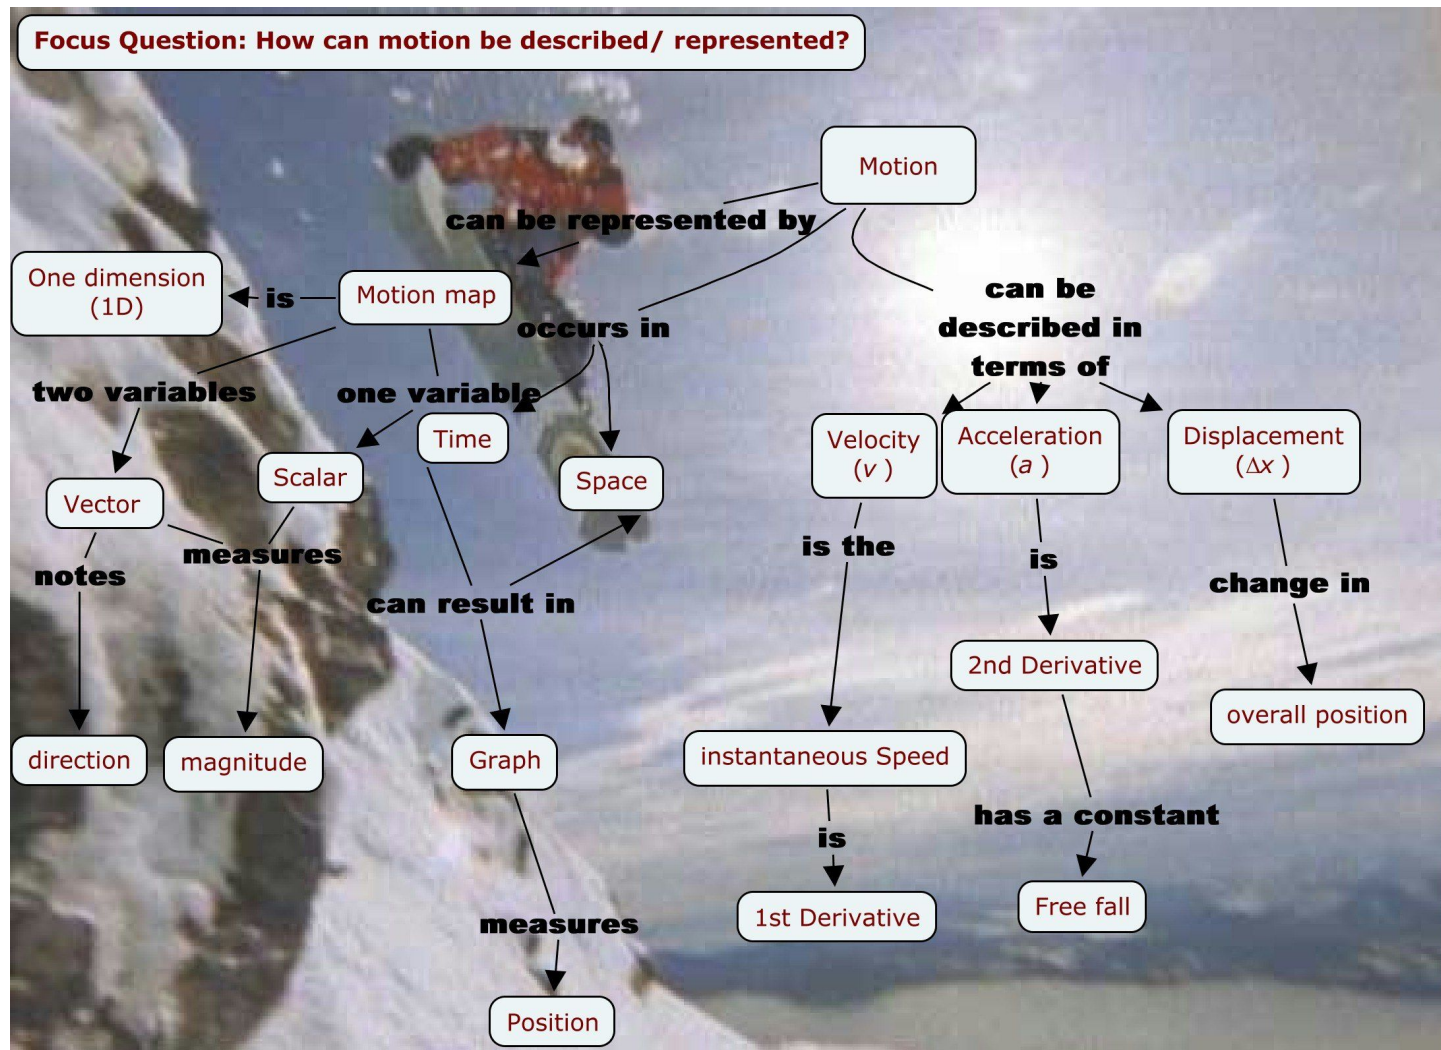 Focus Question: How can motion be described/ represented?
Motion
can be represented by
One dimension
(1D)
is
Motion map
occurs in
can be
described in
terms of
two variables
one variable
Time
Velocity
(v )
Acceleration
(a )
Displacement
(Δx )
Vector
Scalar
Space
notes
measures
can result in
is the
is
change in
2nd Derivative
overall position
direction
magnitude
Graph
instantaneous Speed
is
has a constant
measures
1st Derivative
Free fall
Position